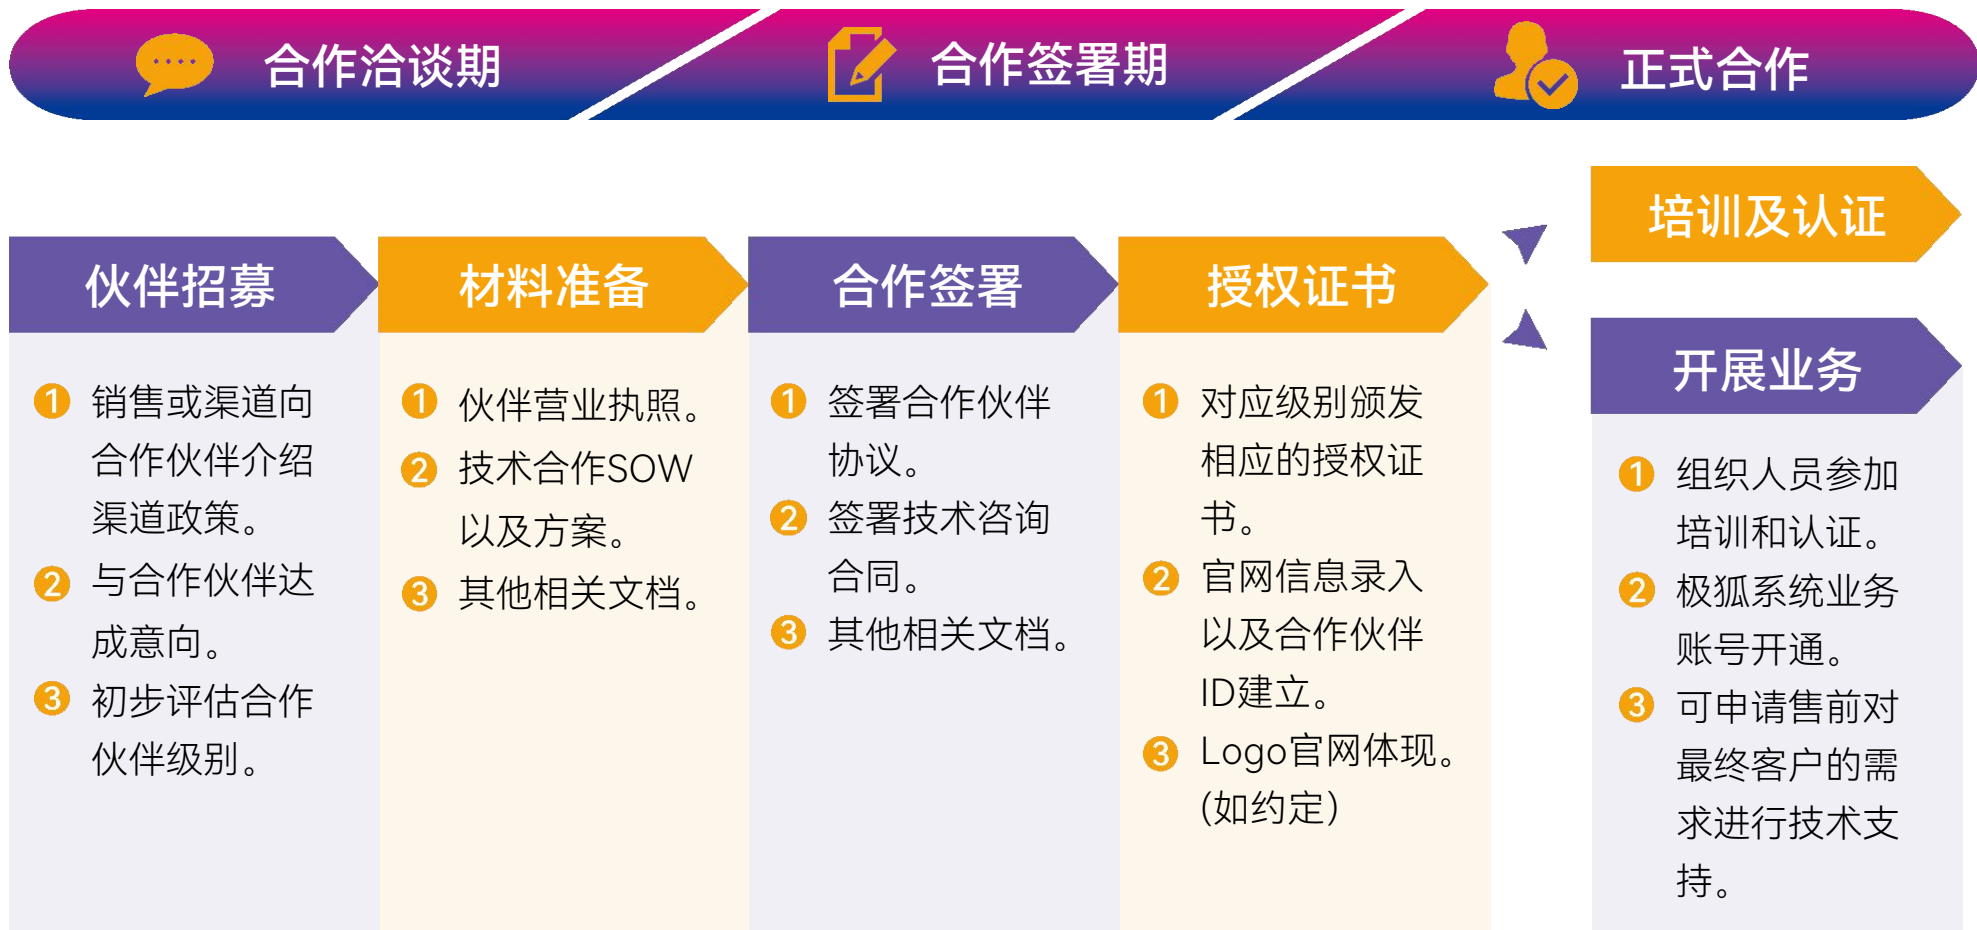 合作洽谈期
合作签署期
正式合作
伙伴招募
1 销售或渠道向
合作伙伴介绍
渠道政策。
2 与合作伙伴达
成意向。
3 初步评估合作
伙伴级别。
材料准备
1 伙伴营业执照。
2 技术合作SOW
以及方案。
3 其他相关文档。
合作签署
1 签署合作伙伴
协议。
2 签署技术咨询
合同。
3 其他相关文档。
授权证书
1 对应级别颁发
相应的授权证
书。
2 官网信息录入
以及合作伙伴
ID建立。
3 Logo官网体现。
(如约定)
培训及认证
开展业务
1 组织人员参加
培训和认证。
2 极狐系统业务
账号开通。
3 可申请售前对
最终客户的需
求进行技术支
持。